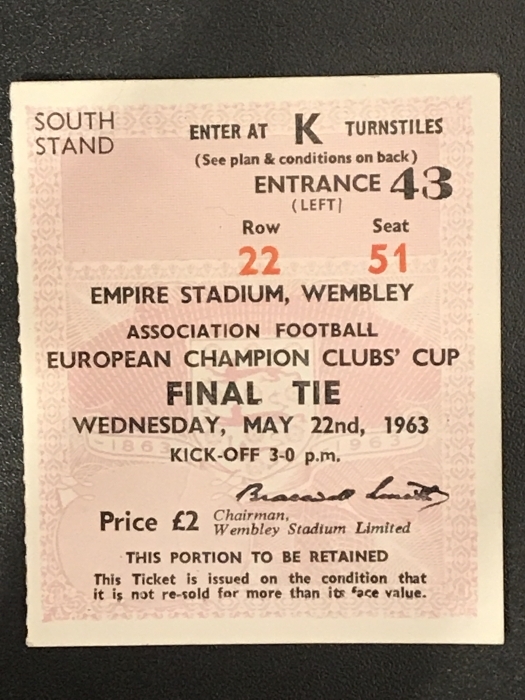 SOUTH
STAND
ENTER AT K TURNSTILES
(See plan & conditions on back)
ENTRANCE 43
(LEFT)
Row Seat
22 51
EMPIRE STADIUM, WEMBLEY
ASSOCIATION FOOTBALL
EUROPEAN CHAMPION CLUBS' CUP
FINAL TIE
WEDNESDAY, MAY 22nd, 1963
1863 1963
KICK-OFF 3-0 p.m.
Price £2
Chairman,
Wembley Stadium Limited
THIS PORTION TO BE RETAINED
This Ticket is issued on the condition that
it is not re-sold for more than its face value.